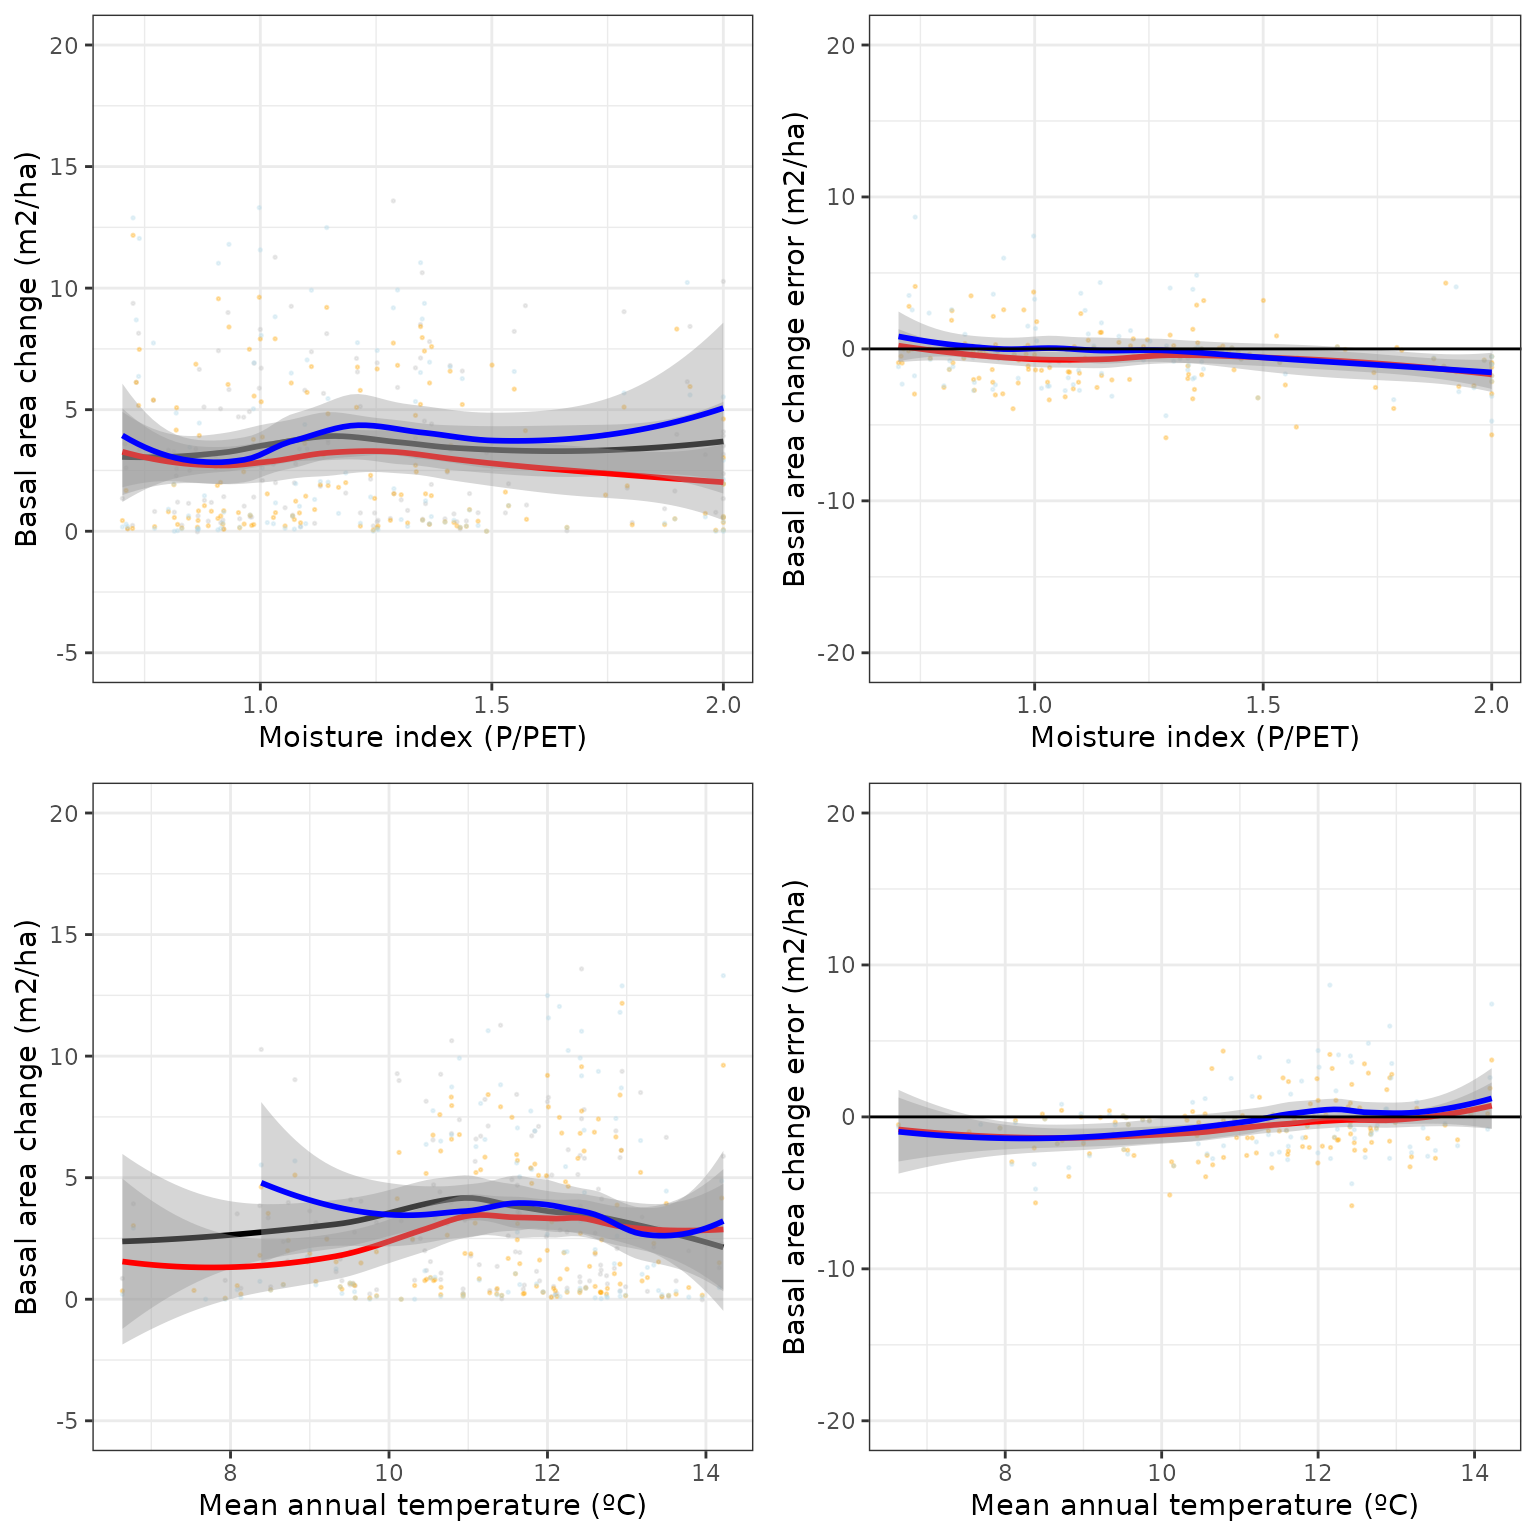 Basal area change (m2/ha)
20
15
10
5
0
-5
1.0 1.5 2.0
Moisture index (P/PET)
Basal area change error (m2/ha)
20
10
0
-10
-20
1.0 1.5 2.0
Moisture index (P/PET)
Basal area change (m2/ha)
20
15
10
5
0
-5
8 10 12 14
Mean annual temperature (ºC)
Basal area change error (m2/ha)
20
10
0
-10
-20
8 10 12 14
Mean annual temperature (ºC)